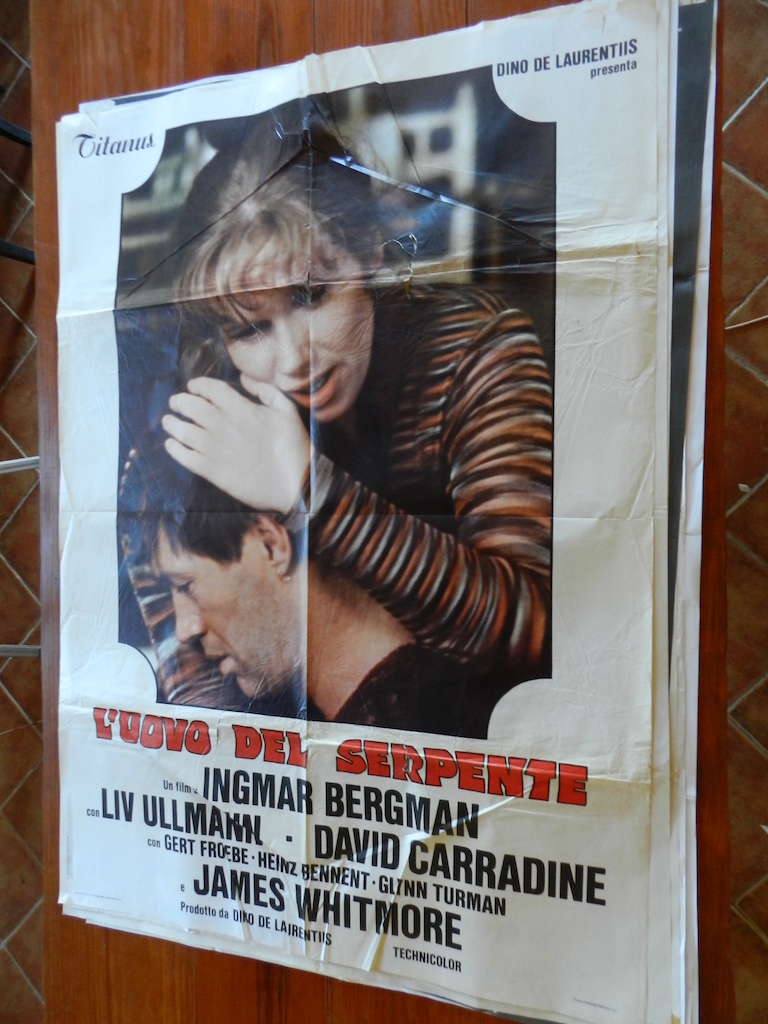 Titanus
DINO DE LAURENTIIS
presenta
L'UOVO DEL SERPENTE
Un film di INGMAR BERGMAN
con LIV ULLMANN - DAVID CARRADINE
con GERT FROEBE · HEINZ BENNENT · GLYNN TURMAN
e JAMES WHITMORE
Prodotto da DINO DE LAURENTIIS
TECHNICOLOR